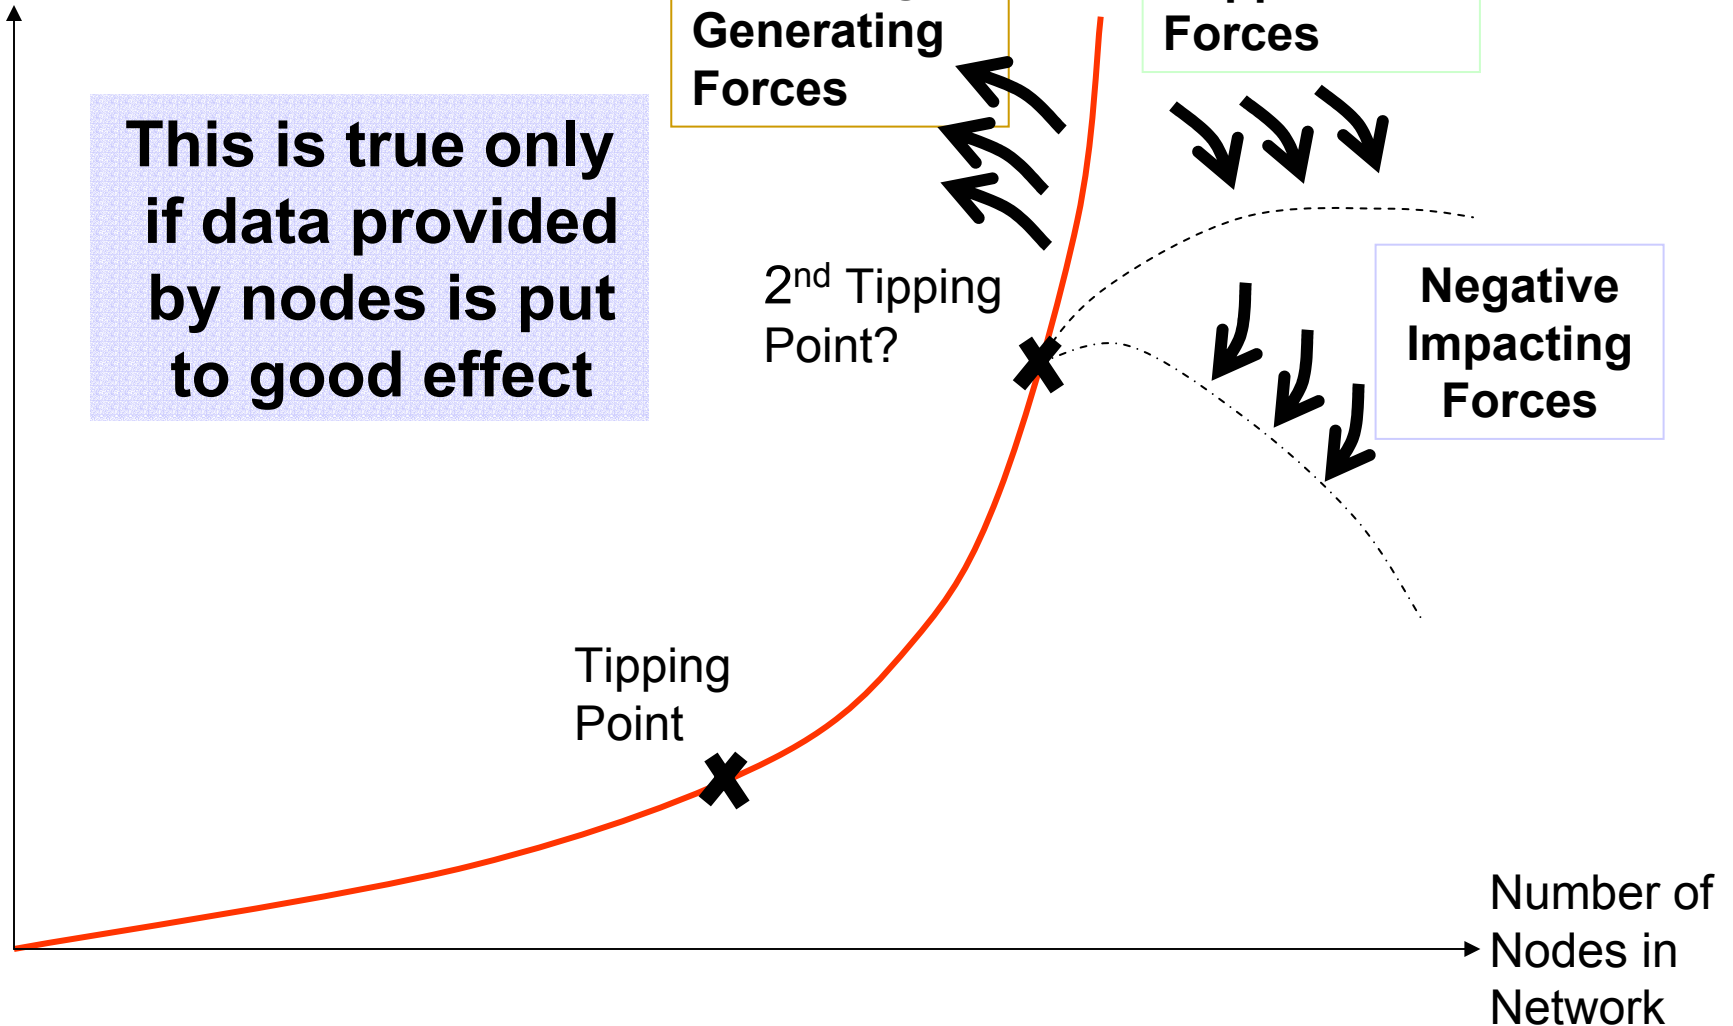 Generating
Forces
Forces
This is true only
if data provided
by nodes is put
to good effect
2nd Tipping
Point?
Negative
Impacting
Forces
Tipping
Point
Number of
Nodes in
Network